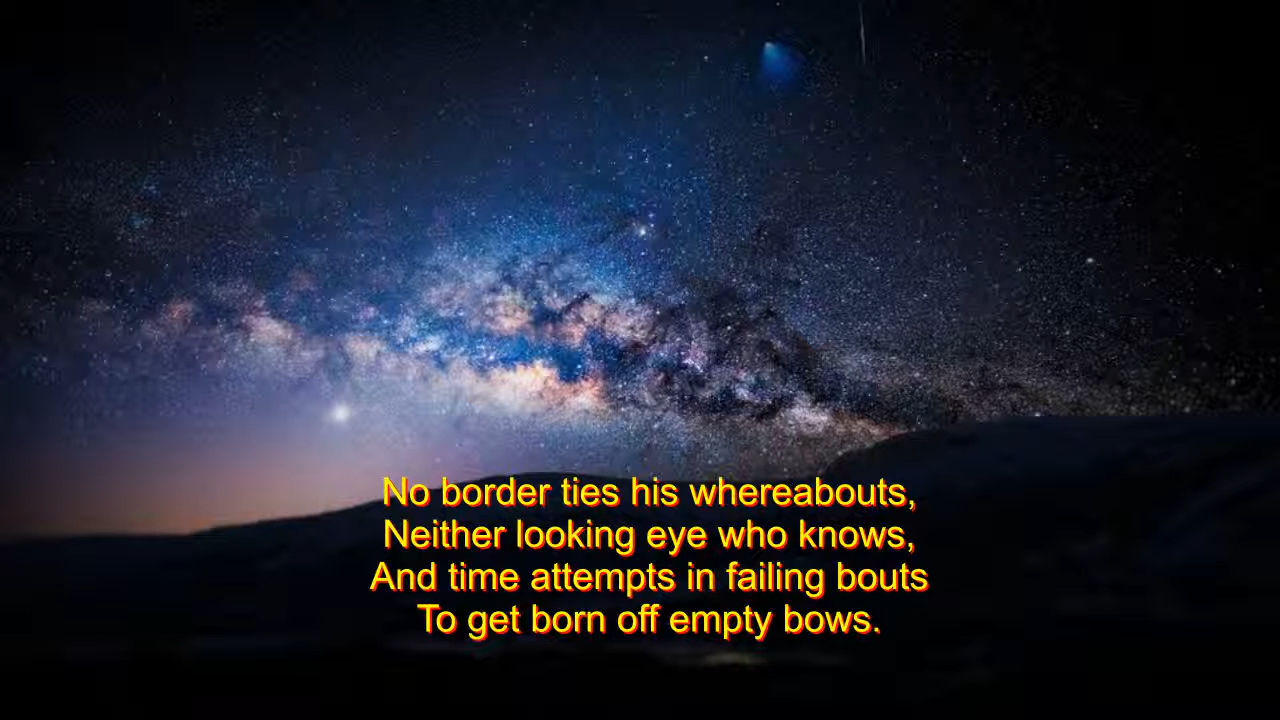 No border ties his whereabouts,
Neither looking eye who knows,
And time attempts in failing bouts
To get born off empty bows.